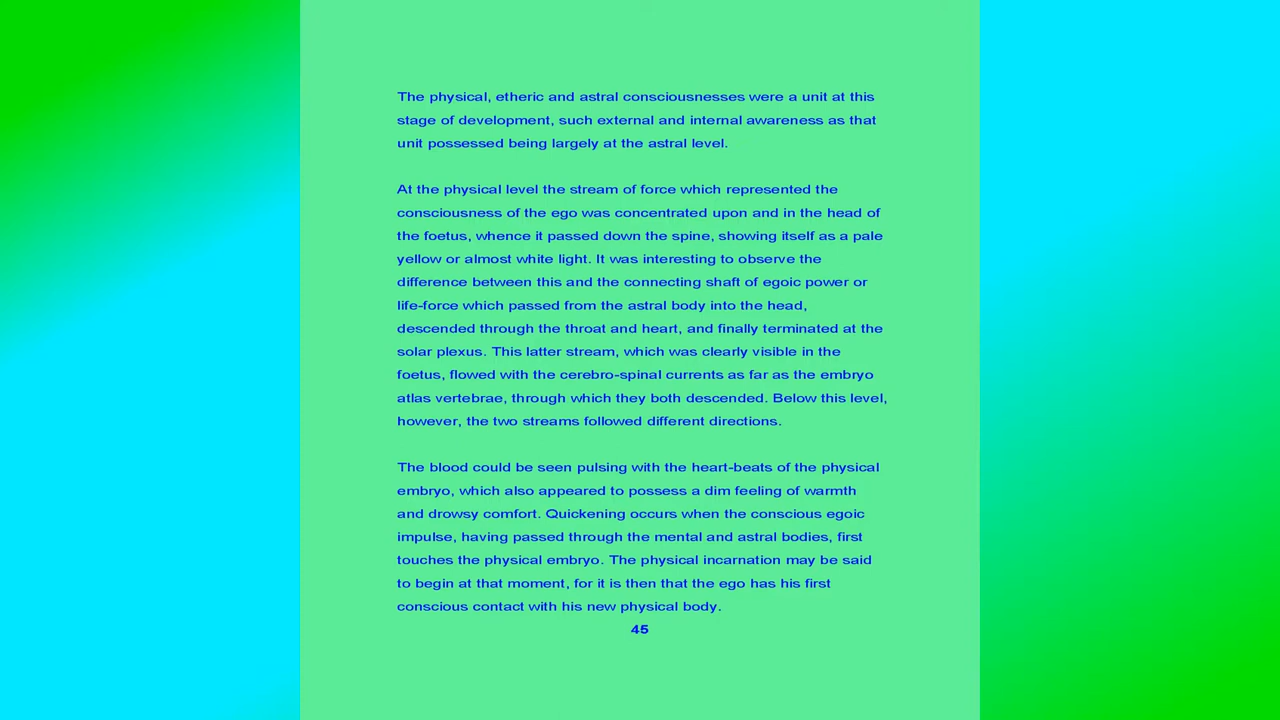 The physical, etheric and astral consciousnesses were a unit at this
stage of development, such external and internal awareness as that
unit possessed being largely at the astral level.
At the physical level the stream of force which represented the
consciousness of the ego was concentrated upon and in the head of
the foetus, whence it passed down the spine, showing itself as a pale
yellow or almost white light. It was interesting to observe the
difference between this and the connecting shaft of egoic power or
life-force which passed from the astral body into the head,
descended through the throat and heart, and finally terminated at the
solar plexus. This latter stream, which was clearly visible in the
foetus, flowed with the cerebro-spinal currents as far as the embryo
atlas vertebrae, through which they both descended. Below this level,
however, the two streams followed different directions.
The blood could be seen pulsing with the heart-beats of the physical
embryo, which also appeared to possess a dim feeling of warmth
and drowsy comfort. Quickening occurs when the conscious egoic
impulse, having passed through the mental and astral bodies, first
touches the physical embryo. The physical incarnation may be said
to begin at that moment, for it is then that the ego has his first
conscious contact with his new physical body.
45